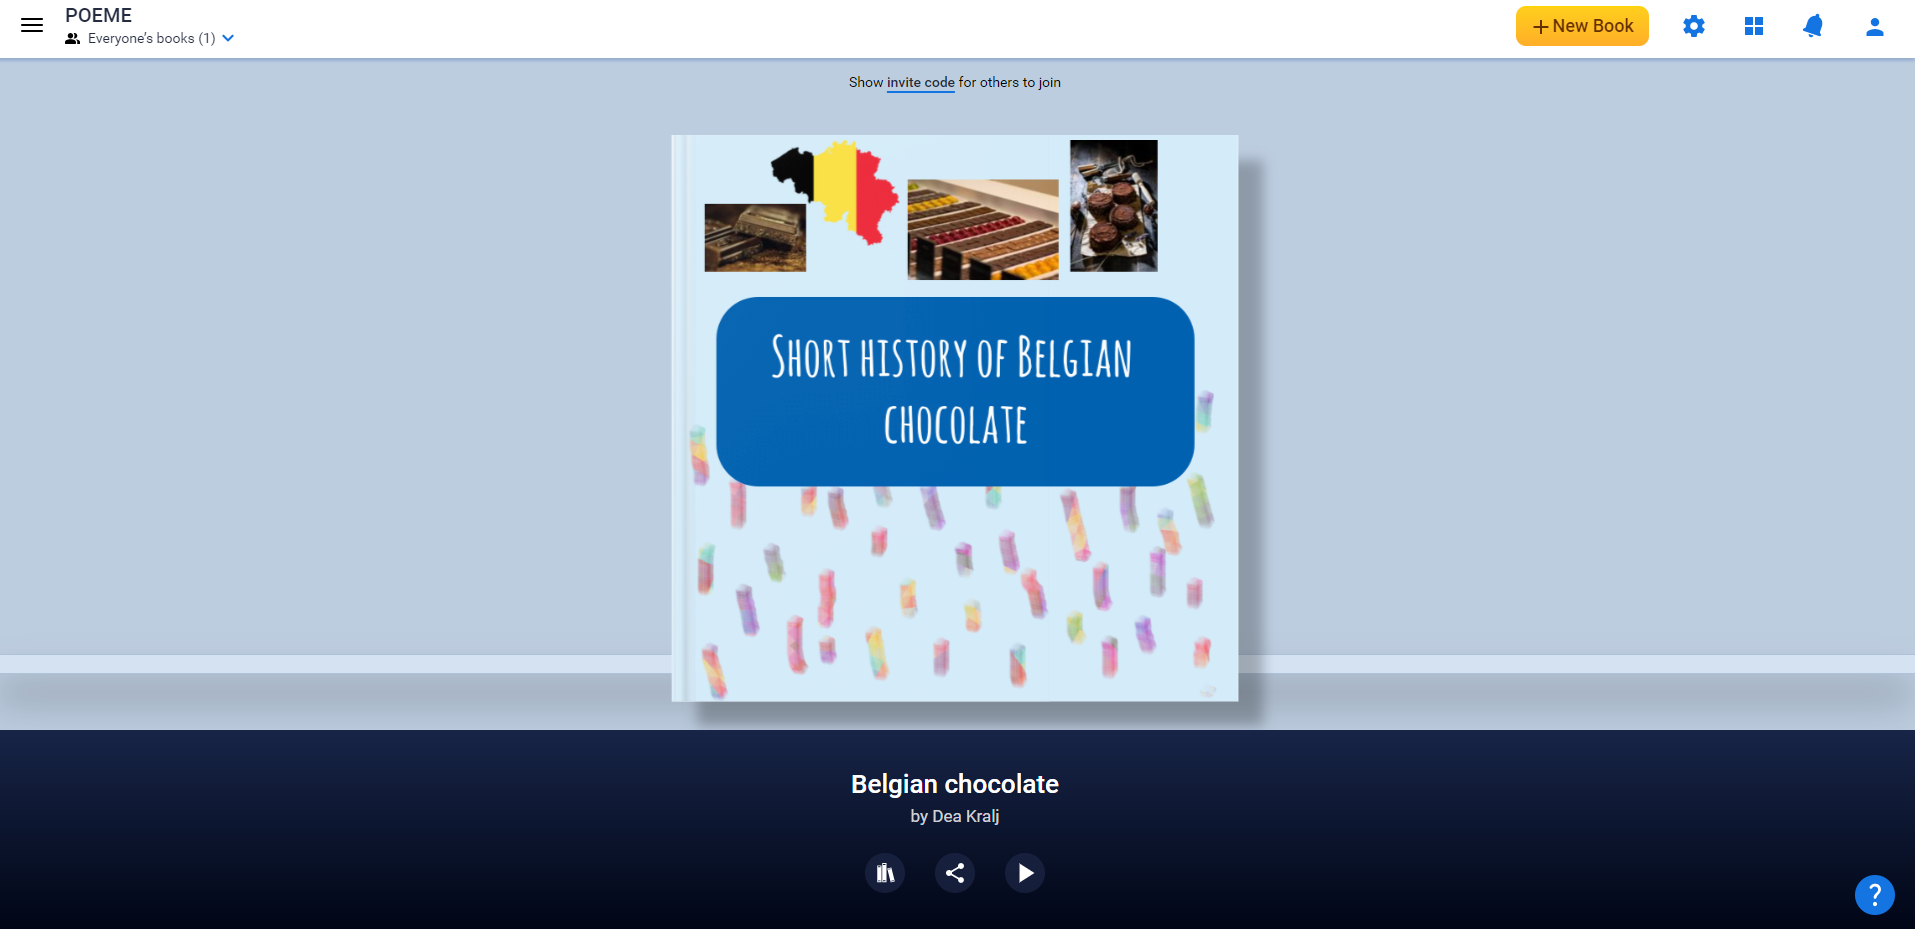 POEME
Everyone's books (1)
+ New Book
Show invite code for others to join
Short history of Belgian
chocolate
Belgian chocolate
by Dea Kralj
?